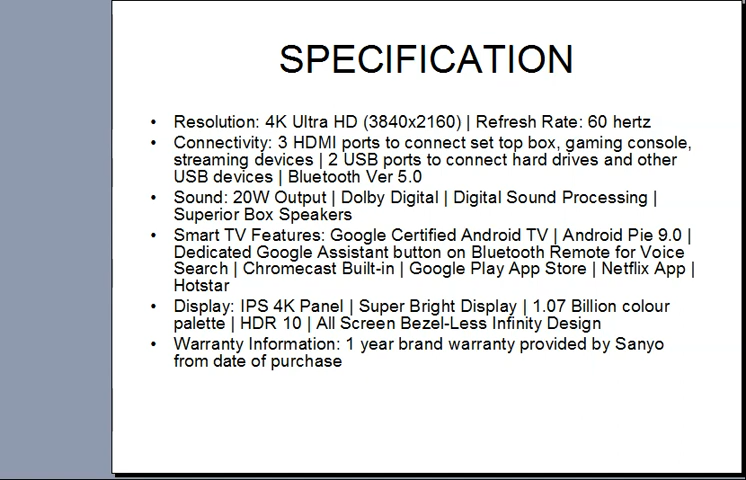 SPECIFICATION
• Resolution: 4K Ultra HD (3840x2160) | Refresh Rate: 60 hertz
• Connectivity: 3 HDMI ports to connect set top box, gaming console,
streaming devices | 2 USB ports to connect hard drives and other
USB devices | Bluetooth Ver 5.0
• Sound: 20W Output | Dolby Digital | Digital Sound Processing |
Superior Box Speakers
• Smart TV Features: Google Certified Android TV | Android Pie 9.0 |
Dedicated Google Assistant button on Bluetooth Remote for Voice
Search | Chromecast Built-in | Google Play App Store | Netflix App |
Hotstar
• Display: IPS 4K Panel | Super Bright Display | 1.07 Billion colour
palette | HDR 10 | All Screen Bezel-Less Infinity Design
• Warranty Information: 1 year brand warranty provided by Sanyo
from date of purchase